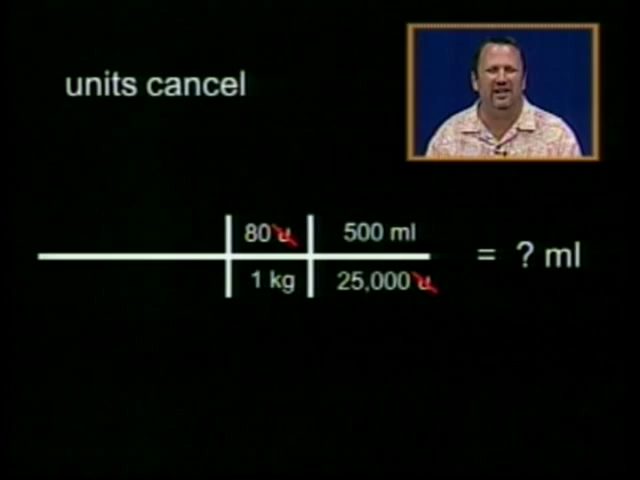 units cancel
80 u 500 ml
1 kg 25,000 u
= ? ml